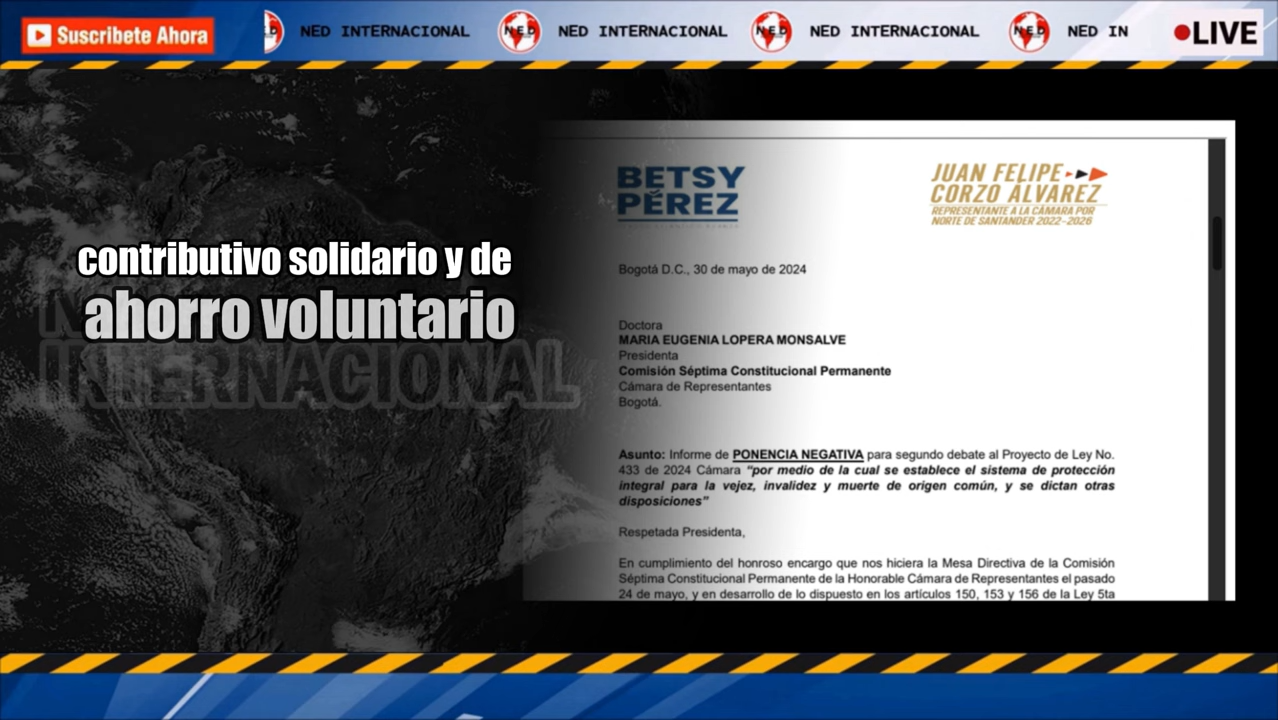 Suscribete Ahora
NED INTERNACIONAL
NED INTERNACIONAL
NED INTERNACIONAL
NED IN
LIVE
contributivo solidario y de
ahorro voluntario
INTERNACIONAL
BETSY
PÉREZ
JUAN FELIPE
CORZO ÁLVAREZ
REPRESENTANTE A LA CÁMARA POR
NORTE DE SANTANDER 2022-2026
Bogotá D.C., 30 de mayo de 2024
Doctora
MARIA EUGENIA LOPERA MONSALVE
Presidenta
Comisión Séptima Constitucional Permanente
Cámara de Representantes
Bogotá.
Asunto: Informe de PONENCIA NEGATIVA para segundo debate al Proyecto de Ley No.
433 de 2024 Cámara “por medio de la cual se establece el sistema de protección
integral para la vejez, invalidez y muerte de origen común, y se dictan otras
disposiciones”
Respetada Presidenta,
En cumplimiento del honroso encargo que nos hiciera la Mesa Directiva de la Comisión
Séptima Constitucional Permanente de la Honorable Cámara de Representantes el pasado
24 de mayo, y en desarrollo de lo dispuesto en los artículos 150, 153 y 156 de la Ley 5ta